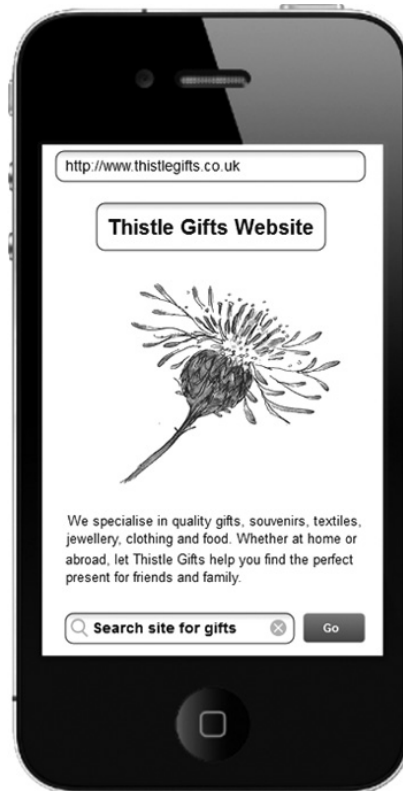 http://www.thistlegifts.co.uk
Thistle Gifts Website
We specialise in quality gifts, souvenirs, textiles,
jewellery, clothing and food. Whether at home or
abroad, let Thistle Gifts help you find the perfect
present for friends and family.
Search site for gifts
Go